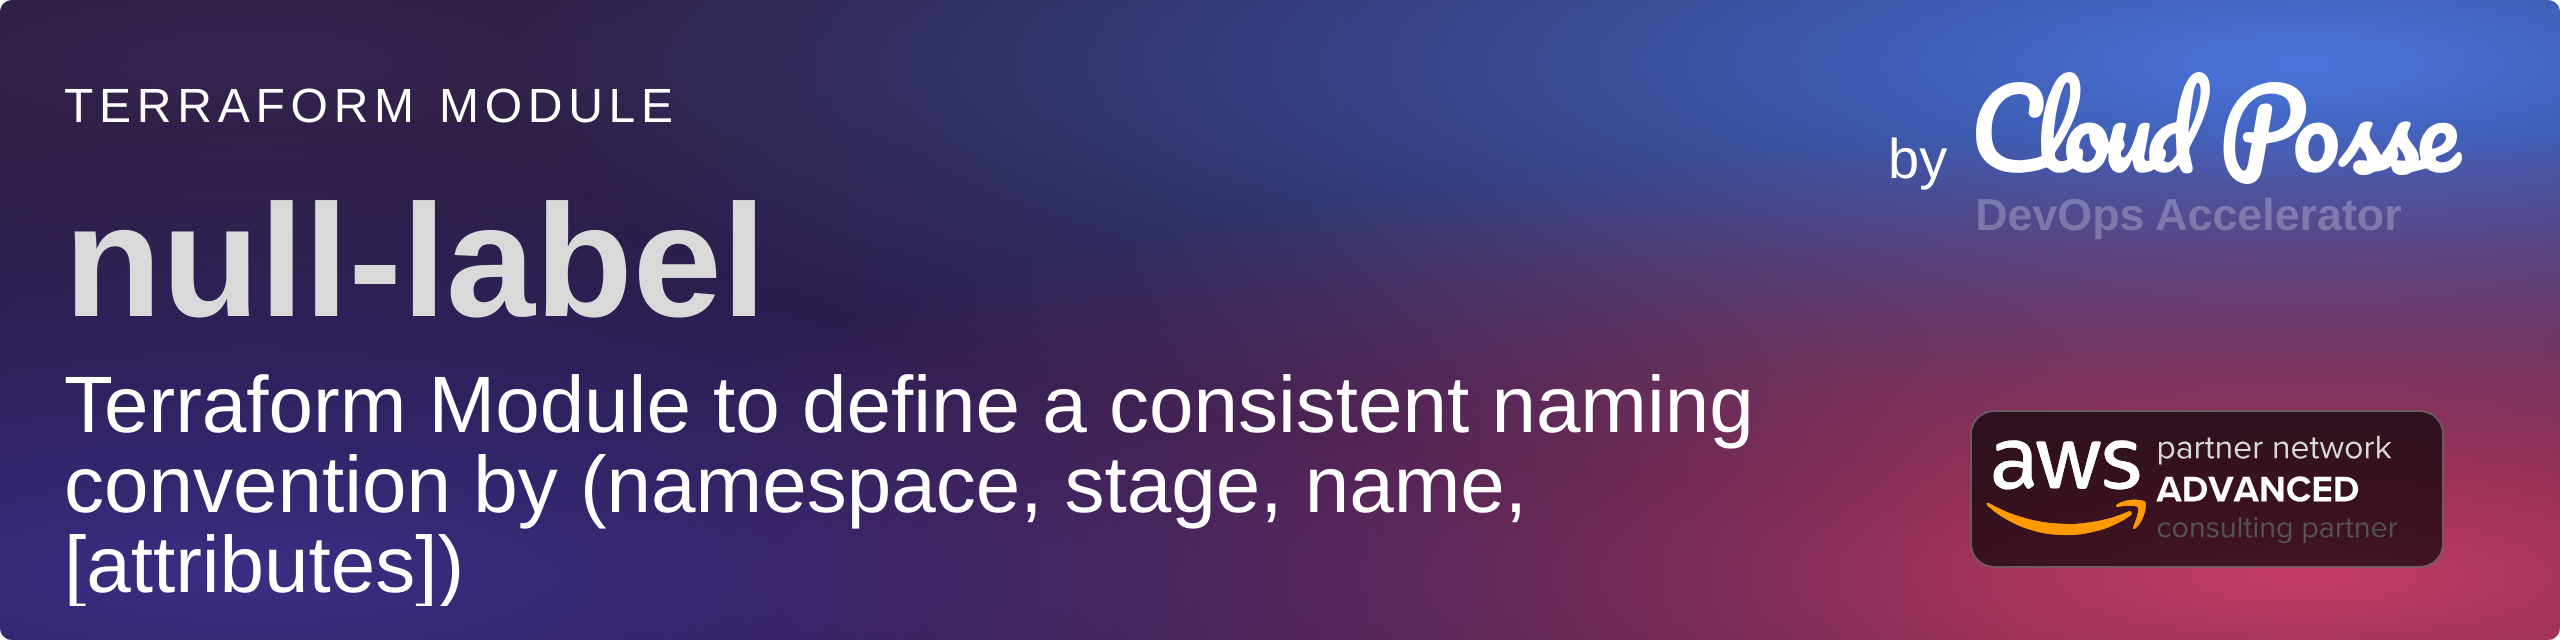 TERRAFORM MODULE
by Cloud Posse
DevOps Accelerator
null-label
Terraform Module to define a consistent naming
convention by (namespace, stage, name,
[attributes])
aws partner network
ADVANCED
consulting partner